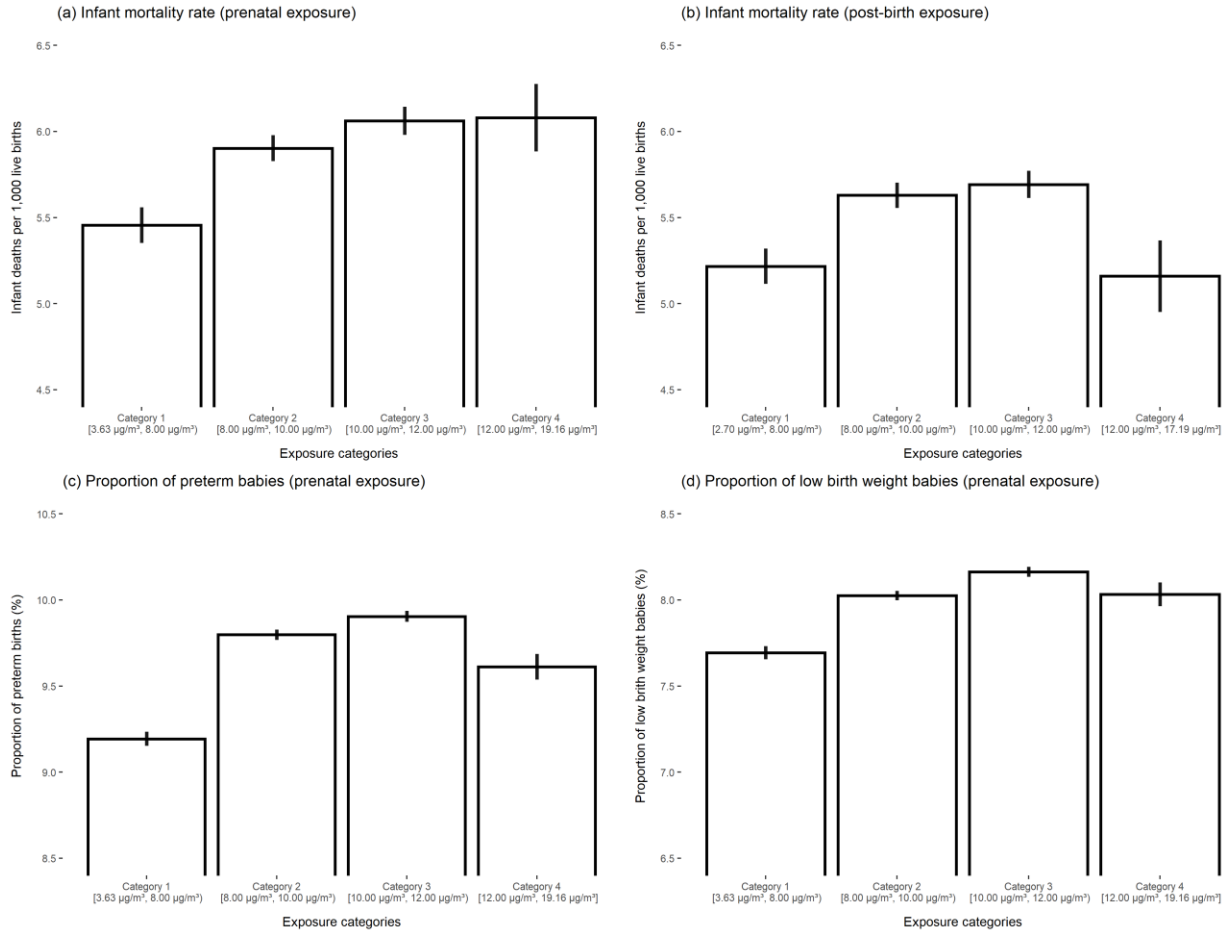 (a) Infant mortality rate (prenatal exposure)
Infant deaths per 1,000 live births
6.5
6.0
5.5
5.0
4.5
Category 1
[3.63 µg/m³, 8.00 µg/m³)
Category 2
[8.00 µg/m³, 10.00 µg/m³)
Category 3
[10.00 µg/m³, 12.00 µg/m³)
Category 4
[12.00 µg/m³, 19.16 µg/m³]
Exposure categories
(b) Infant mortality rate (post-birth exposure)
Infant deaths per 1,000 live births
6.5
6.0
5.5
5.0
4.5
Category 1
[2.70 µg/m³, 8.00 µg/m³)
Category 2
[8.00 µg/m³, 10.00 µg/m³)
Category 3
[10.00 µg/m³, 12.00 µg/m³)
Category 4
[12.00 µg/m³, 17.19 µg/m³]
Exposure categories
(c) Proportion of preterm babies (prenatal exposure)
Proportion of preterm births (%)
10.5
10.0
9.5
9.0
8.5
Category 1
[3.63 µg/m³, 8.00 µg/m³)
Category 2
[8.00 µg/m³, 10.00 µg/m³)
Category 3
[10.00 µg/m³, 12.00 µg/m³)
Category 4
[12.00 µg/m³, 19.16 µg/m³]
Exposure categories
(d) Proportion of low birth weight babies (prenatal exposure)
Proportion of low brith weight babies (%)
8.5
8.0
7.5
7.0
6.5
Category 1
[3.63 µg/m³, 8.00 µg/m³)
Category 2
[8.00 µg/m³, 10.00 µg/m³)
Category 3
[10.00 µg/m³, 12.00 µg/m³)
Category 4
[12.00 µg/m³, 19.16 µg/m³]
Exposure categories